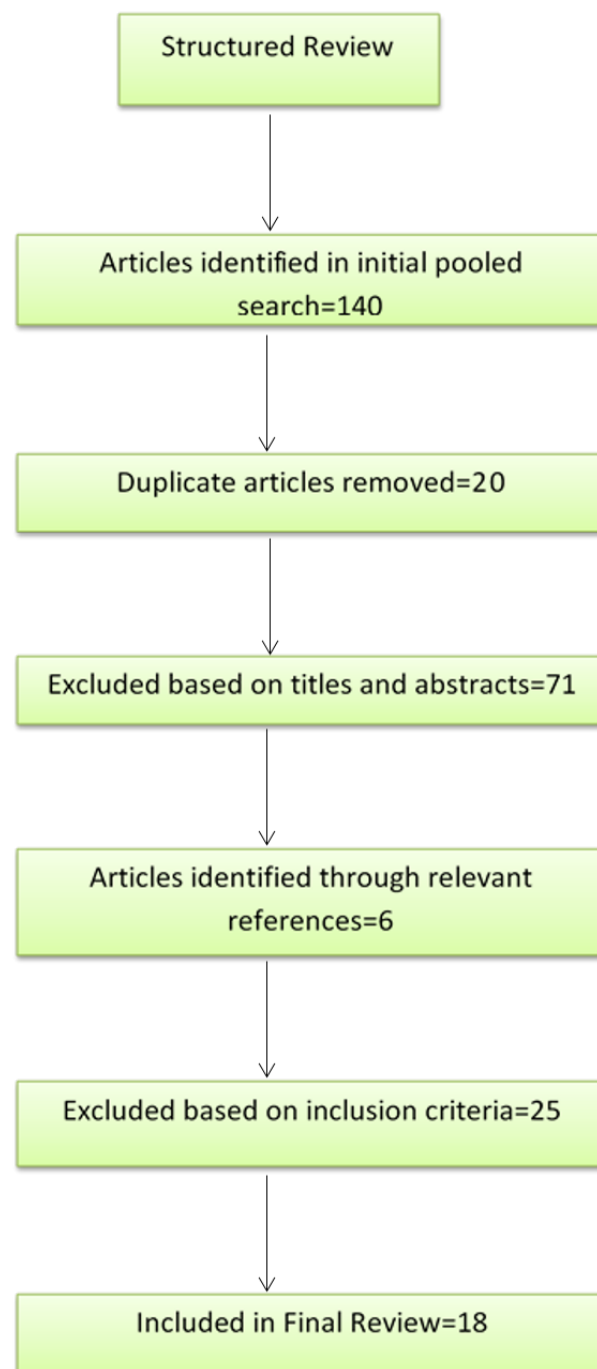 Structured Review
Articles identified in initial pooled
search=140
Duplicate articles removed=20
Excluded based on titles and abstracts=71
Articles identified through relevant
references=6
Excluded based on inclusion criteria=25
Included in Final Review=18